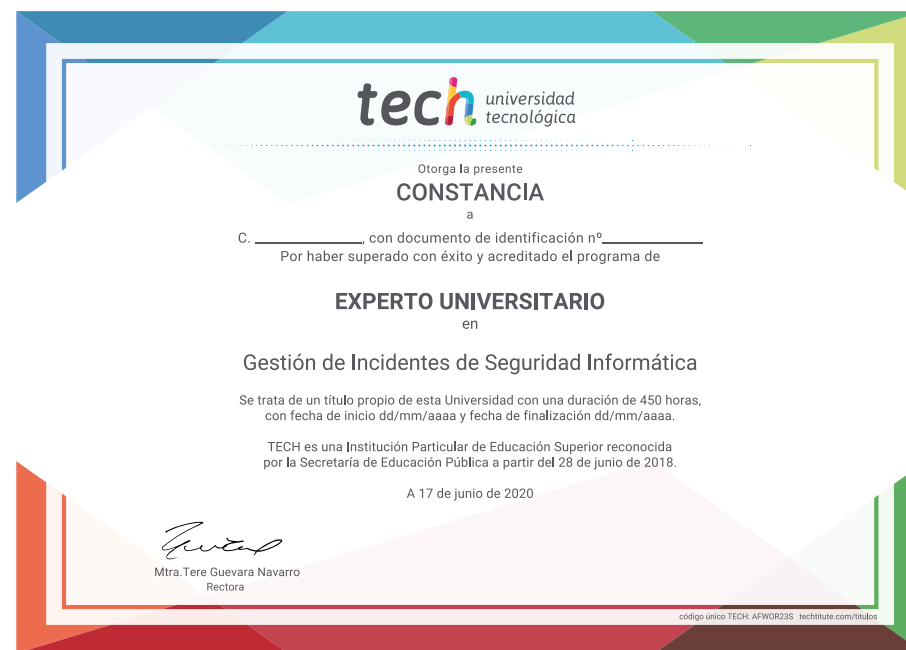 tech universidad
tecnológica
Otorga la presente
CONSTANCIA
a
C. ____________, con documento de identificación nº____________
Por haber superado con éxito y acreditado el programa de
EXPERTO UNIVERSITARIO
en
Gestión de Incidentes de Seguridad Informática
Se trata de un título propio de esta Universidad con una duración de 450 horas,
con fecha de inicio dd/mm/aaaa y fecha de finalización dd/mm/aaaa.
TECH es una Institución Particular de Educación Superior reconocida
por la Secretaría de Educación Pública a partir del 28 de junio de 2018.
A 17 de junio de 2020
Mtra.Tere Guevara Navarro
Rectora
código único TECH: AFWOR23S techtitute.com/titulos